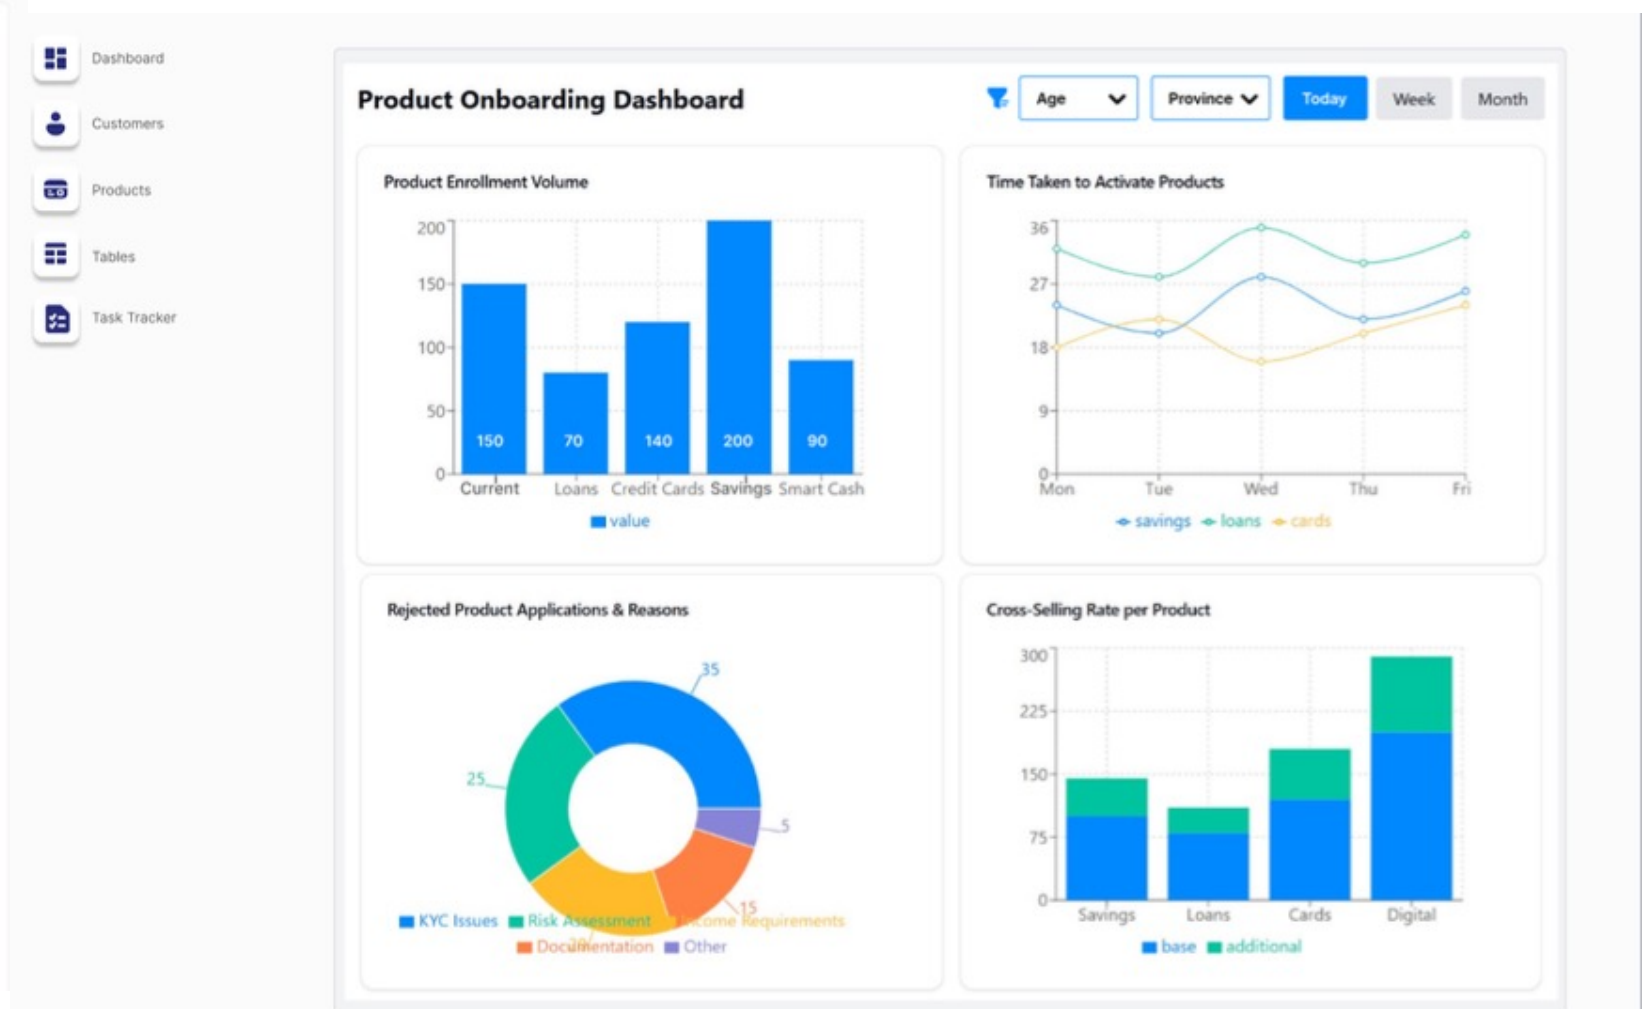 Dashboard
Customers
Products
Tables
Task Tracker
Product Onboarding Dashboard
Age
Province
Today
Week
Month
Product Enrollment Volume
200
150
100
50
0
150
70
140
200
90
Current Loans Credit Cards Savings Smart Cash
value
Time Taken to Activate Products
36
27
18
9
0
Mon Tue Wed Thu Fri
savings loans cards
Rejected Product Applications & Reasons
35
25
5
15
20
KYC Issues Risk Assessment Income Requirements
Documentation Other
Cross-Selling Rate per Product
300
225
150
75
0
Savings Loans Cards Digital
base additional